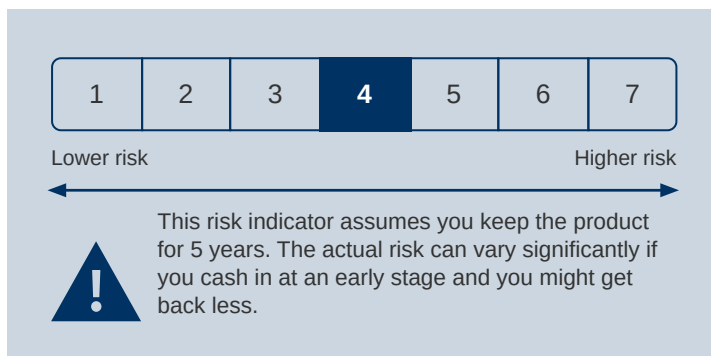 1 2 3 4 5 6 7
Lower risk Higher risk
This risk indicator assumes you keep the product
for 5 years. The actual risk can vary significantly if
you cash in at an early stage and you might get
back less.